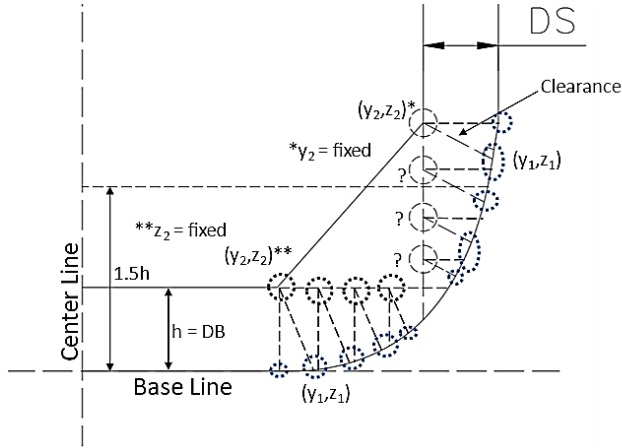 DS
Clearance
(y₂,z₂)*
*y₂ = fixed
(y₁,z₁)
?
?
?
**z₂ = fixed
(y₂,z₂)**
1.5h
h = DB
Center Line
Base Line
(y₁,z₁)